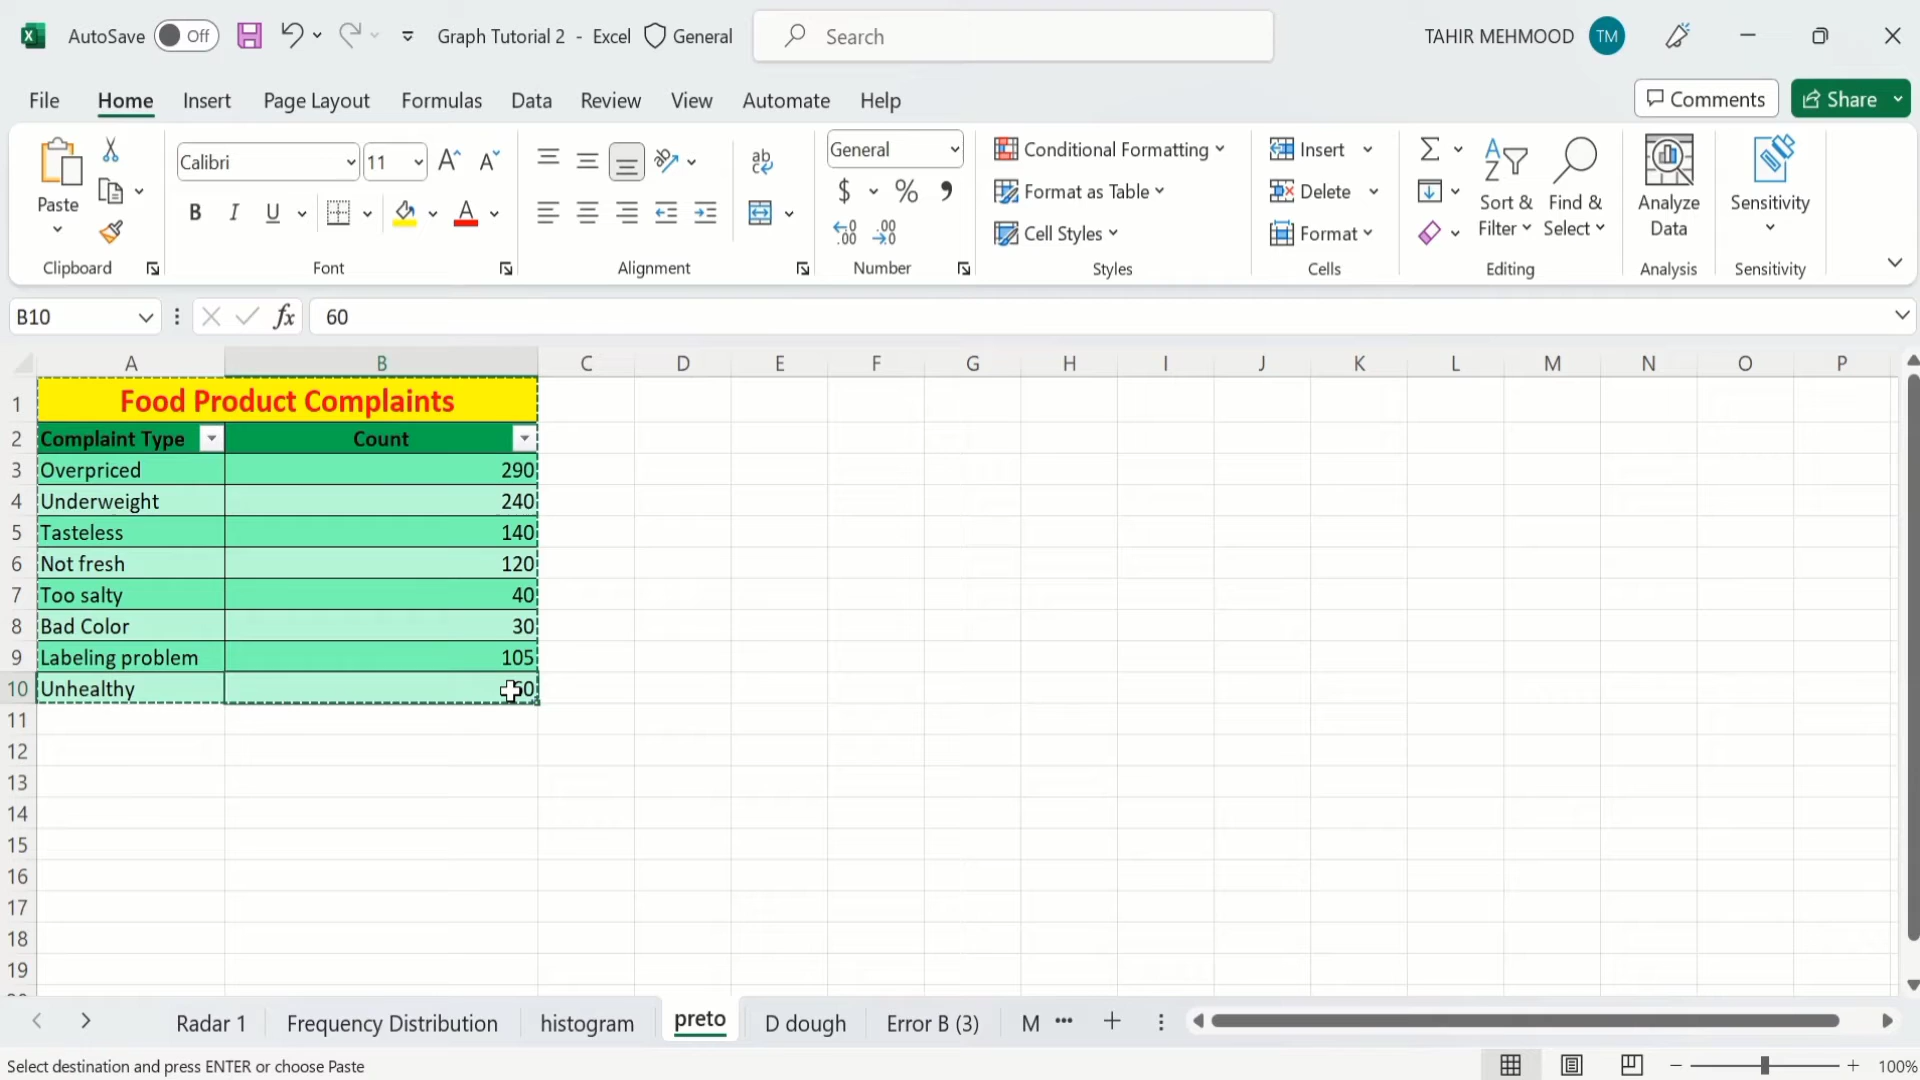 AutoSave Off Graph Tutorial 2 - Excel General Search TAHIR MEHMOOD TM
File Home Insert Page Layout Formulas Data Review View Automate Help Comments Share
Paste
Clipboard
Calibri 11
B I U A
Font
ab
Alignment
General
$ % ,
Number
Conditional Formatting
Format as Table
Cell Styles
Styles
Insert
Delete
Format
Cells
Sort & Filter
Find & Select
Editing
Analyze Data
Analysis
Sensitivity
Sensitivity
B10 fx 60
A B C D E F G H I J K L M N O P
1 Food Product Complaints
2 Complaint Type Count
3 Overpriced 290
4 Underweight 240
5 Tasteless 140
6 Not fresh 120
7 Too salty 40
8 Bad Color 30
9 Labeling problem 105
10 Unhealthy 60
11
12
13
14
15
16
17
18
19
Radar 1 Frequency Distribution histogram preto D dough Error B (3) M
Select destination and press ENTER or choose Paste 100%